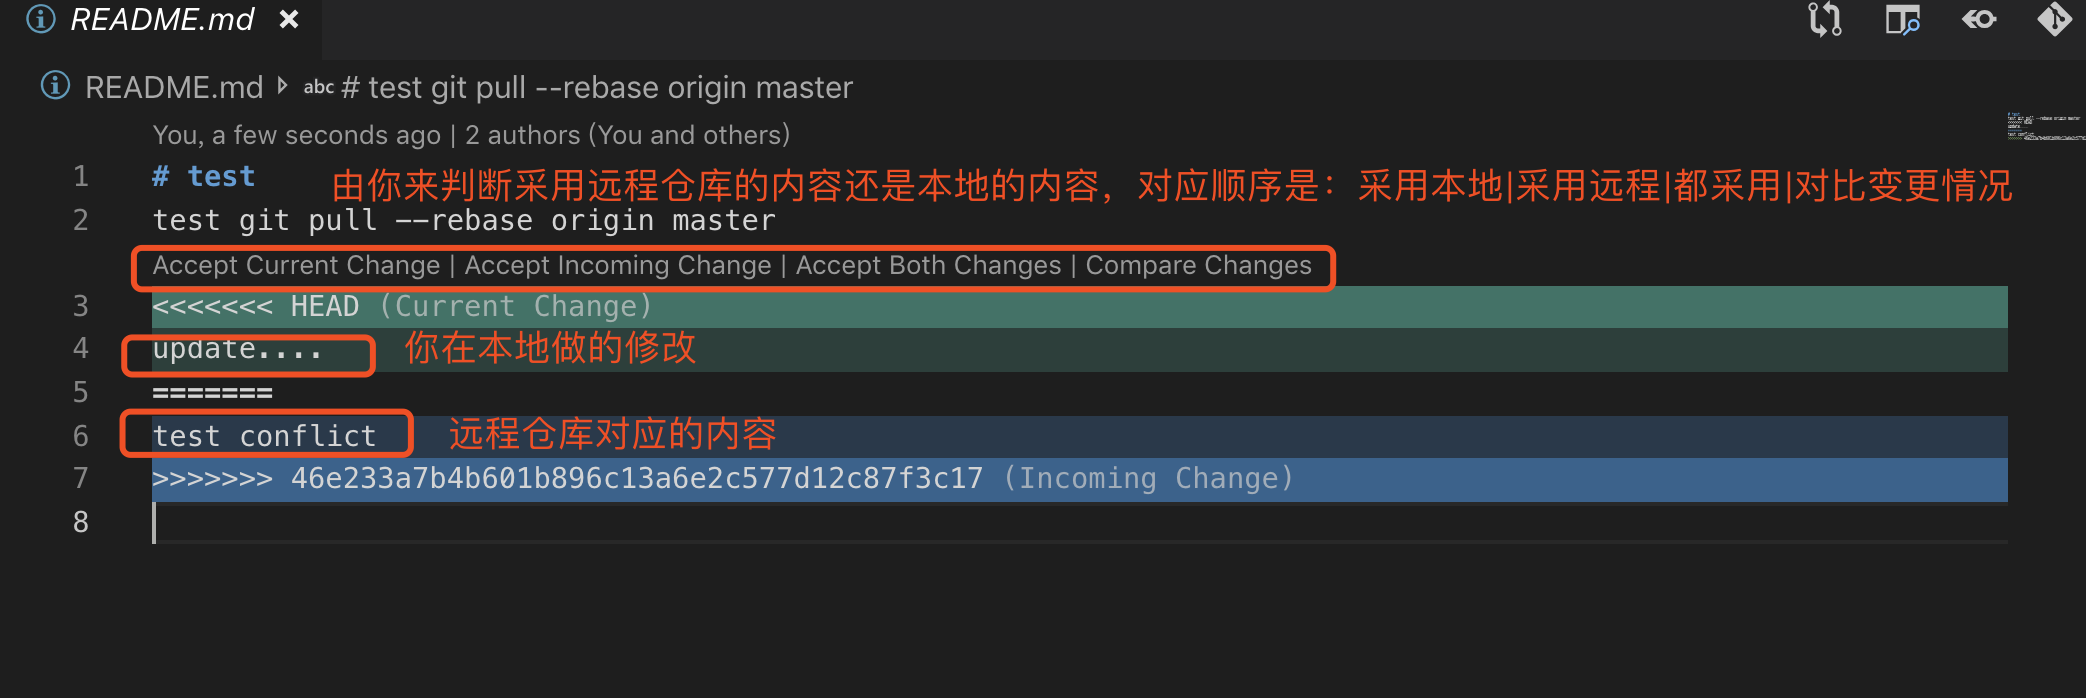 README.md
README.md abc # test git pull --rebase origin master
You, a few seconds ago | 2 authors (You and others)
1 # test 由你来判断采用远程仓库的内容还是本地的内容，对应顺序是：采用本地|采用远程|都采用|对比变更情况
2 test git pull --rebase origin master
Accept Current Change | Accept Incoming Change | Accept Both Changes | Compare Changes
3 <<<<<<< HEAD (Current Change)
4 update.... 你在本地做的修改
5 =======
6 test conflict 远程仓库对应的内容
7 >>>>>>> 46e233a7b4b601b896c13a6e2c577d12c87f3c17 (Incoming Change)
8